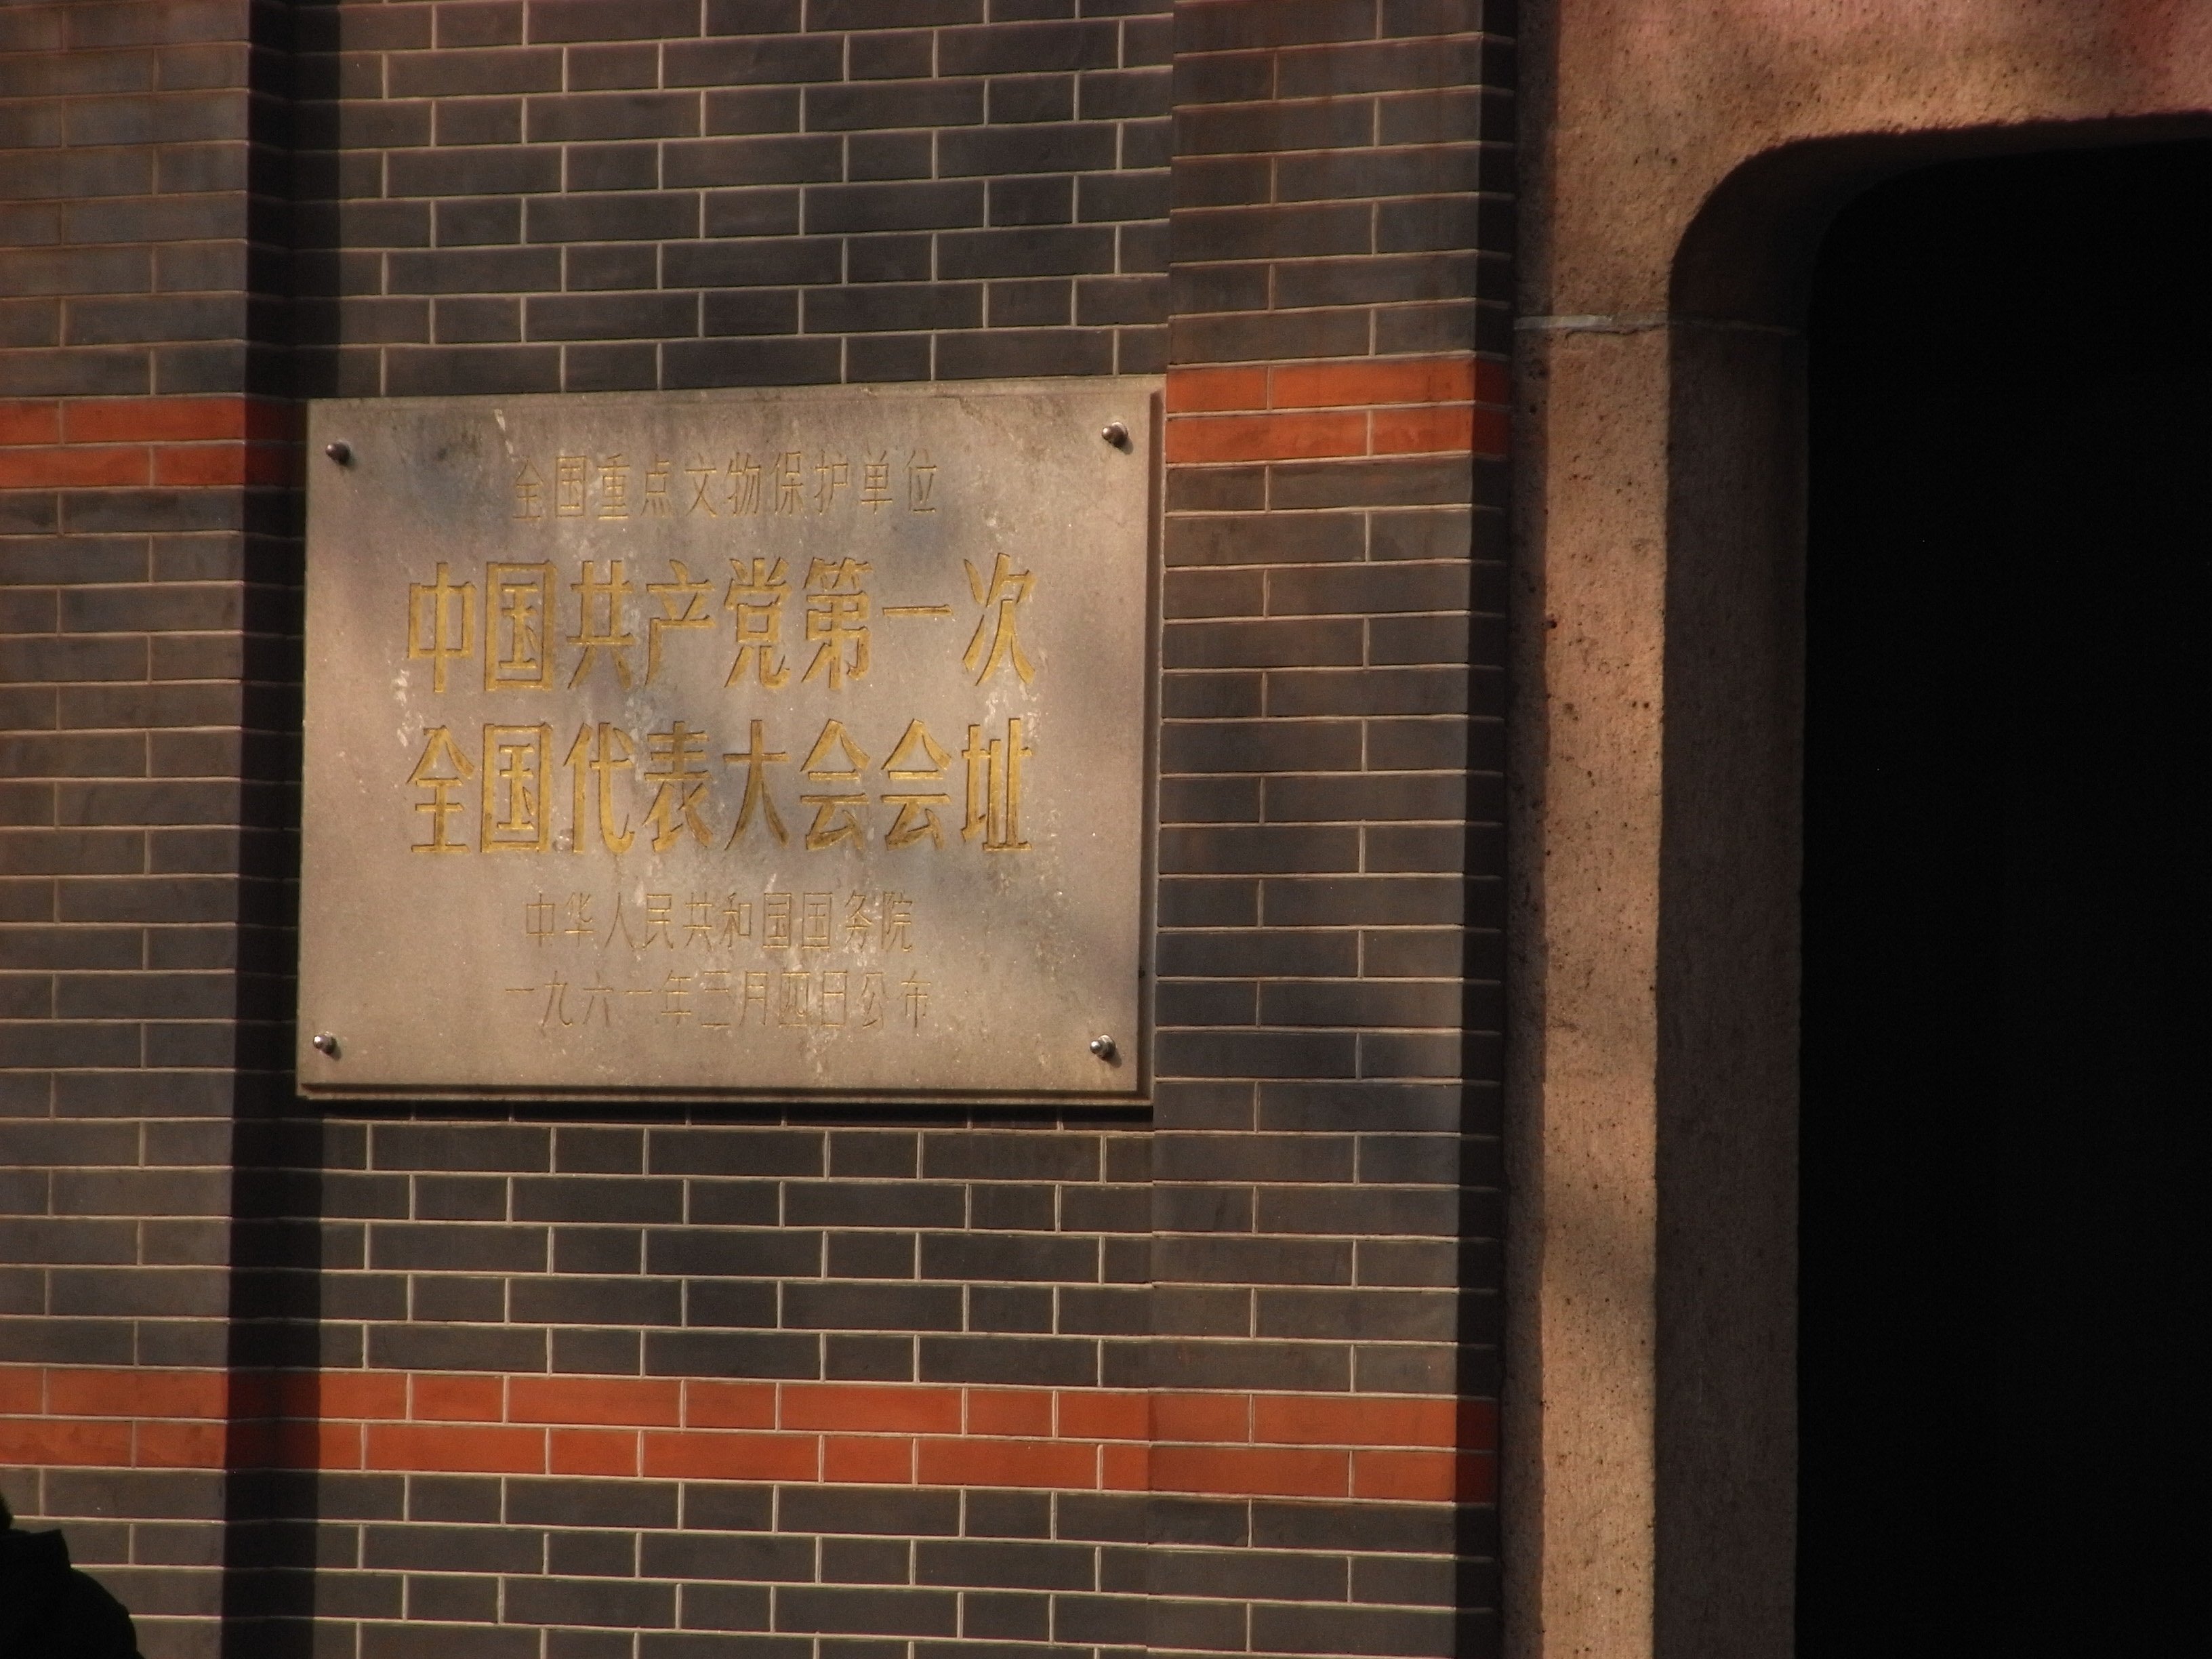 全国重点文物保护单位
中国共产党第一次
全国代表大会会址
中华人民共和国国务院
一九六一年三月四日公布